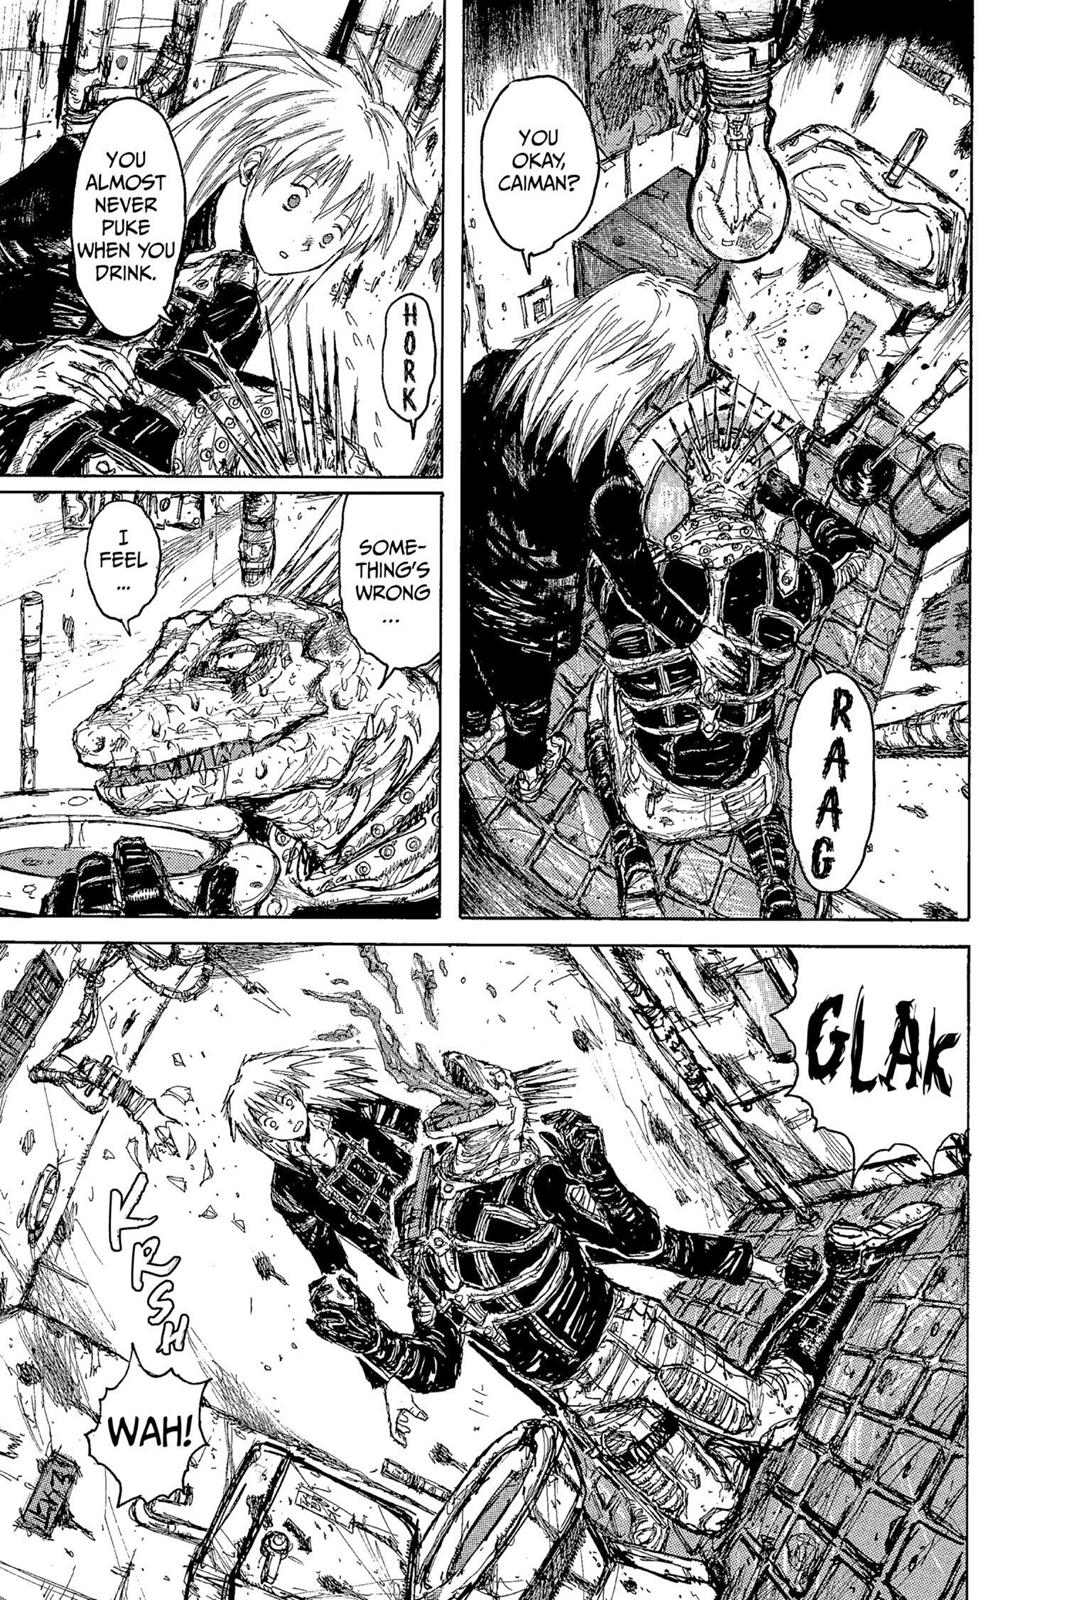 YOU
OKAY,
CAIMAN?
RAAG
YOU
ALMOST
NEVER
PUKE
WHEN YOU
DRINK.
HORK
SOME-
THING'S
WRONG
...
I
FEEL
...
GLAK
KRSH
WAH!